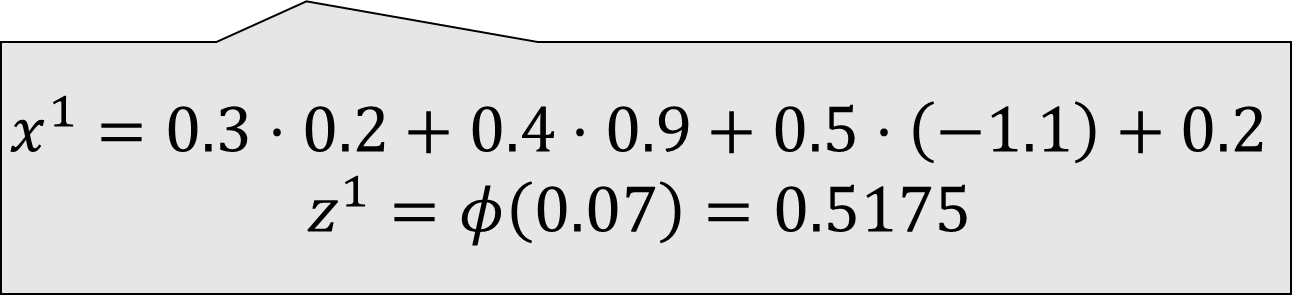 x¹ = 0.3 · 0.2 + 0.4 · 0.9 + 0.5 · (−1.1) + 0.2
z¹ = ϕ(0.07) = 0.5175